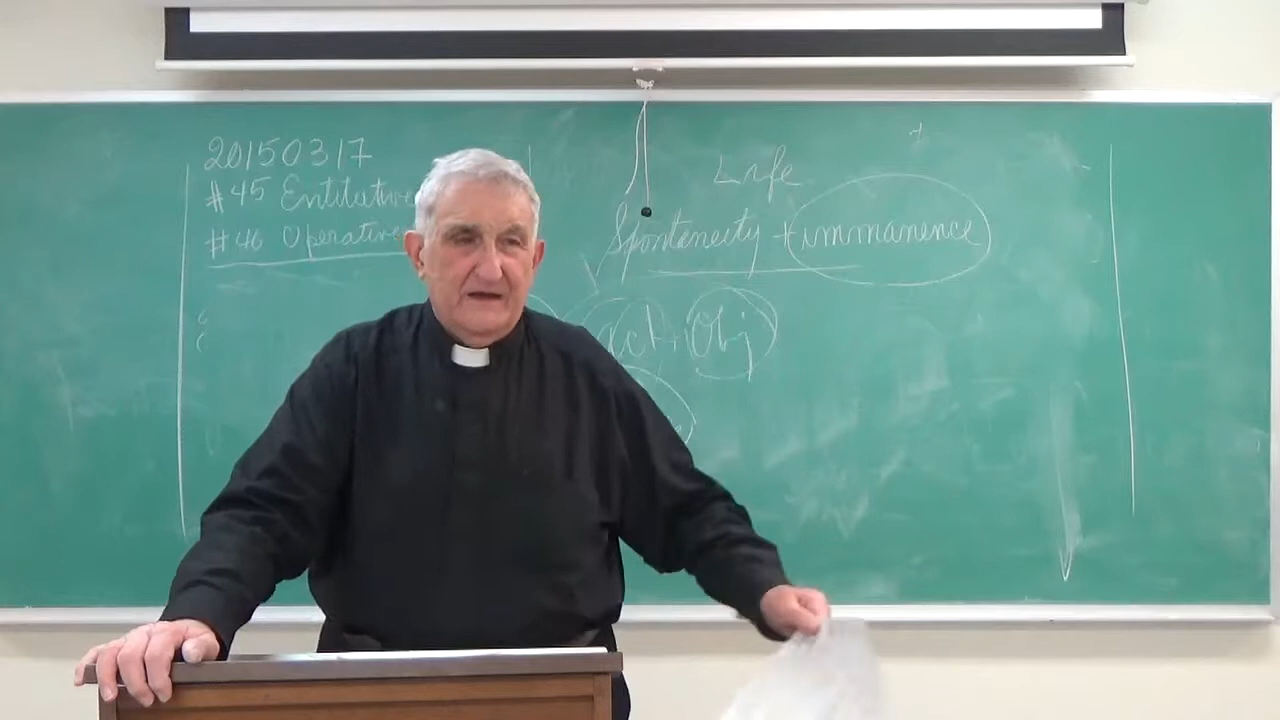 20150317
#45 Entitative
#46 Operative
Life
Spontaneity + immanence
act Obj